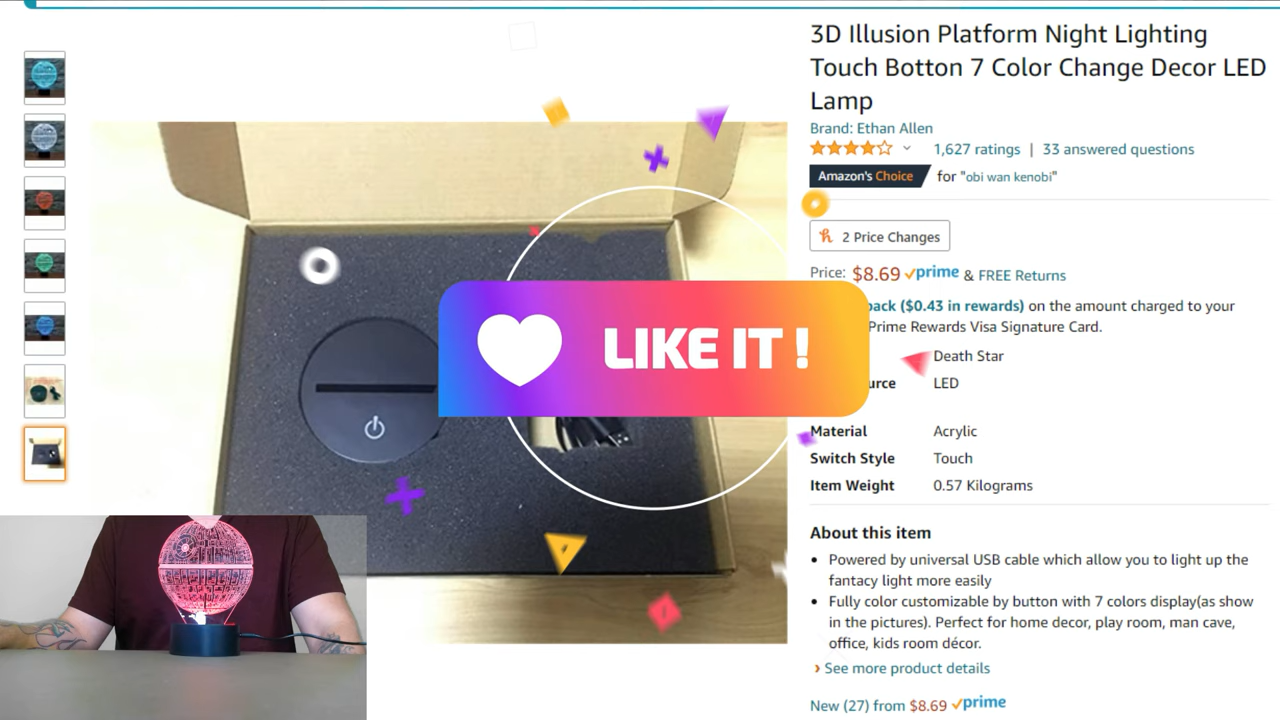 3D Illusion Platform Night Lighting
Touch Botton 7 Color Change Decor LED
Lamp
Brand: Ethan Allen
1,627 ratings | 33 answered questions
Amazon's Choice for "obi wan kenobi"
2 Price Changes
Price: $8.69 prime & FREE Returns
back ($0.43 in rewards) on the amount charged to your
Prime Rewards Visa Signature Card.
LIKE IT !
Death Star
LED
Material Acrylic
Switch Style Touch
Item Weight 0.57 Kilograms
About this item
• Powered by universal USB cable which allow you to light up the
fantacy light more easily
• Fully color customizable by button with 7 colors display(as show
in the pictures). Perfect for home decor, play room, man cave,
office, kids room décor.
› See more product details
New (27) from $8.69 prime